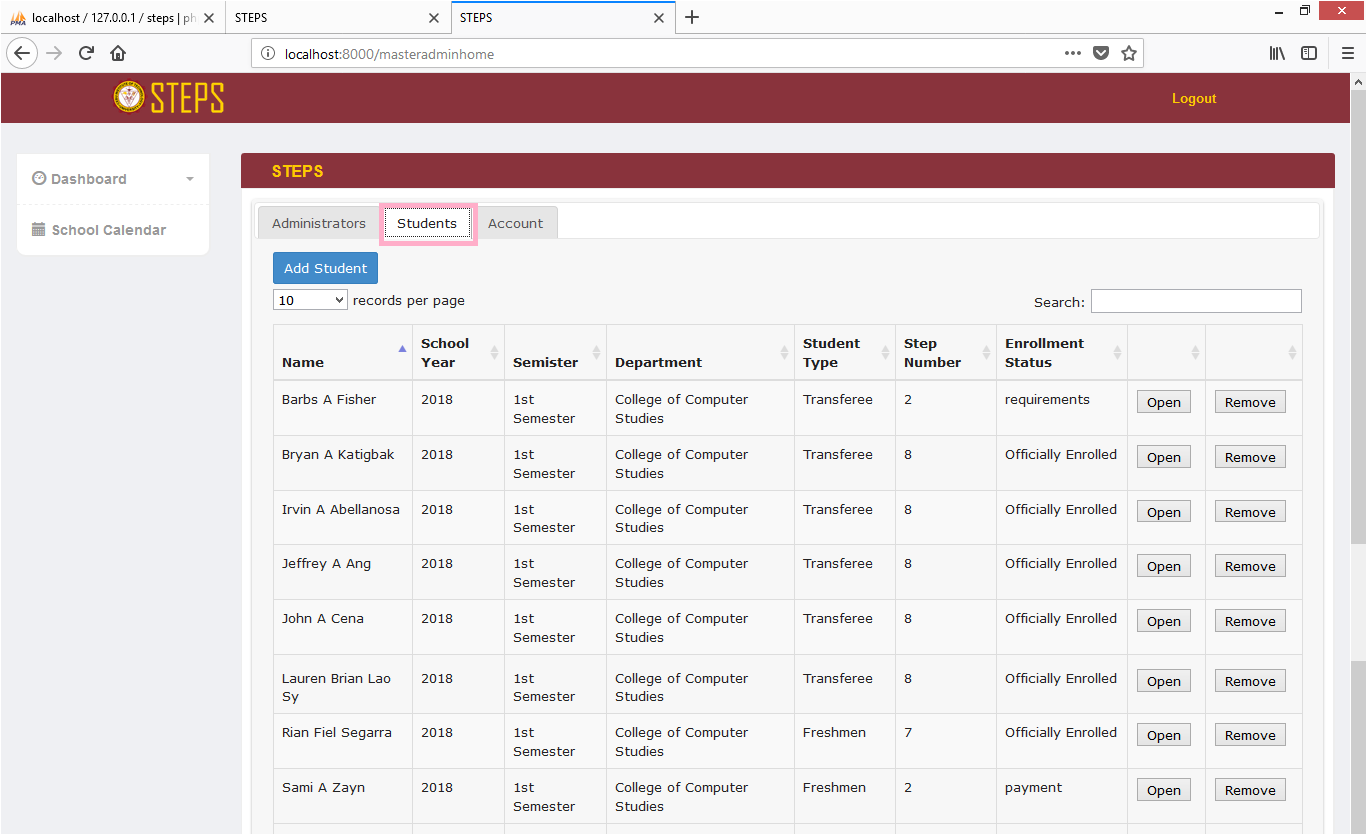 localhost / 127.0.0.1 / steps | ph
STEPS
STEPS
localhost:8000/masteradminhome
STEPS
Logout
Dashboard
School Calendar
STEPS
Administrators Students Account
Add Student
10 records per page
Search:
Name School Year Semister Department Student Type Step Number Enrollment Status
Barbs A Fisher 2018 1st Semester College of Computer Studies Transferee 2 requirements Open Remove
Bryan A Katigbak 2018 1st Semester College of Computer Studies Transferee 8 Officially Enrolled Open Remove
Irvin A Abellanosa 2018 1st Semester College of Computer Studies Transferee 8 Officially Enrolled Open Remove
Jeffrey A Ang 2018 1st Semester College of Computer Studies Transferee 8 Officially Enrolled Open Remove
John A Cena 2018 1st Semester College of Computer Studies Transferee 8 Officially Enrolled Open Remove
Lauren Brian Lao Sy 2018 1st Semester College of Computer Studies Transferee 8 Officially Enrolled Open Remove
Rian Fiel Segarra 2018 1st Semester College of Computer Studies Freshmen 7 Officially Enrolled Open Remove
Sami A Zayn 2018 1st Semester College of Computer Studies Freshmen 2 payment Open Remove